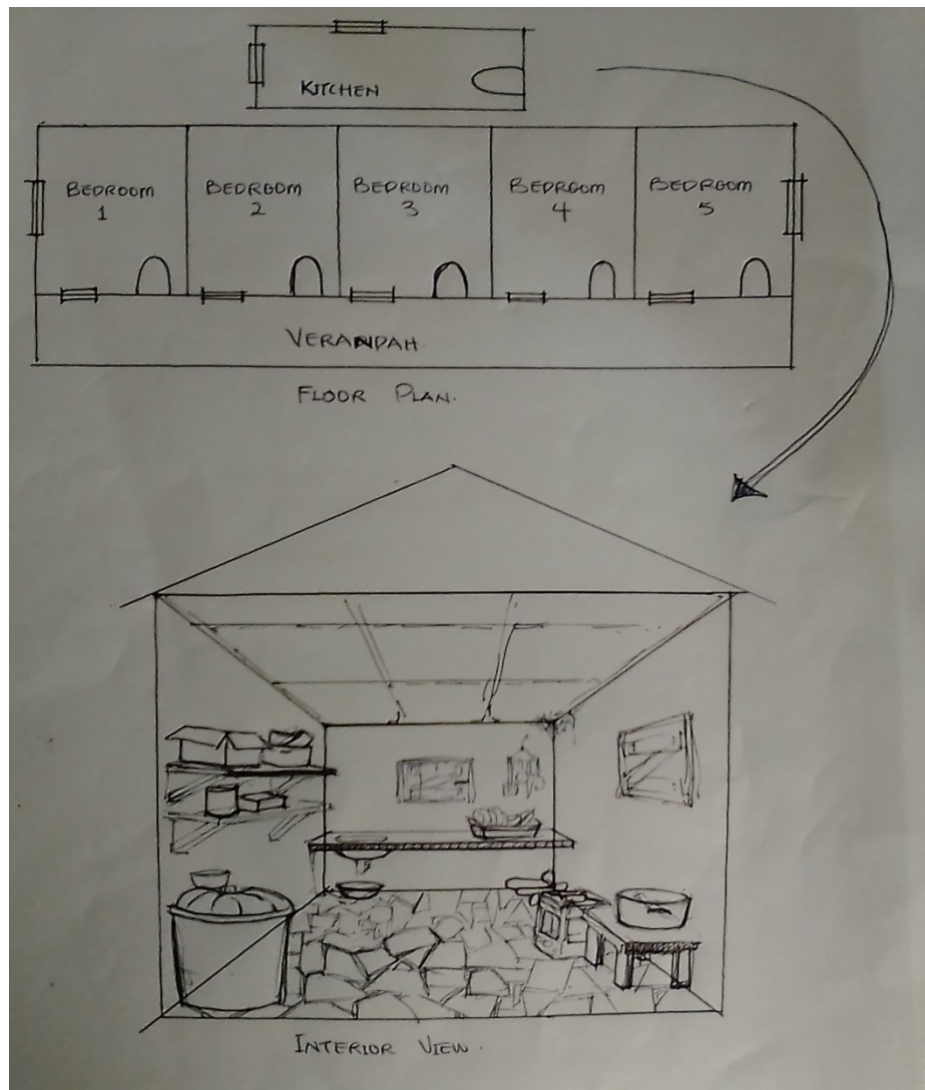 KITCHEN
BEDROOM
1
BEDROOM
2
BEDROOM
3
BEDROOM
4
BEDROOM
5
VERANDAH.
FLOOR PLAN.
INTERIOR VIEW.